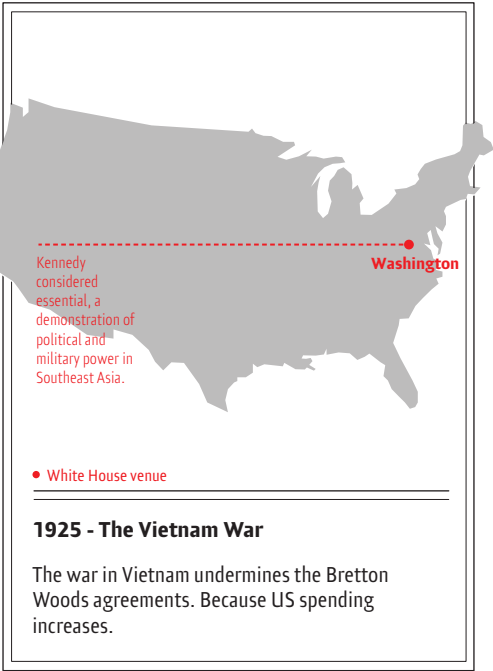 Washington
Kennedy
considered
essential, a
demonstration of
political and
military power in
Southeast Asia.
White House venue
1925 - The Vietnam War
The war in Vietnam undermines the Bretton
Woods agreements. Because US spending
increases.